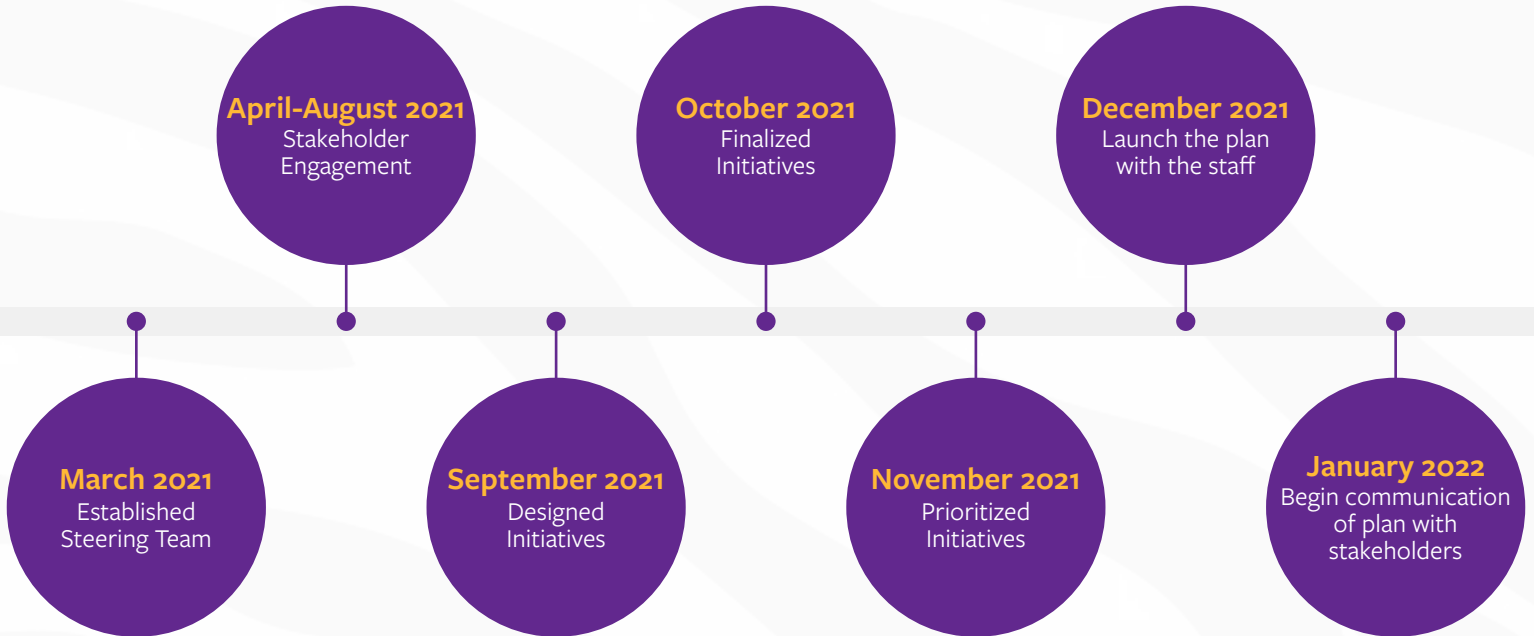 March 2021
Established
Steering Team
April-August 2021
Stakeholder
Engagement
September 2021
Designed
Initiatives
October 2021
Finalized
Initiatives
November 2021
Prioritized
Initiatives
December 2021
Launch the plan
with the staff
January 2022
Begin communication
of plan with
stakeholders